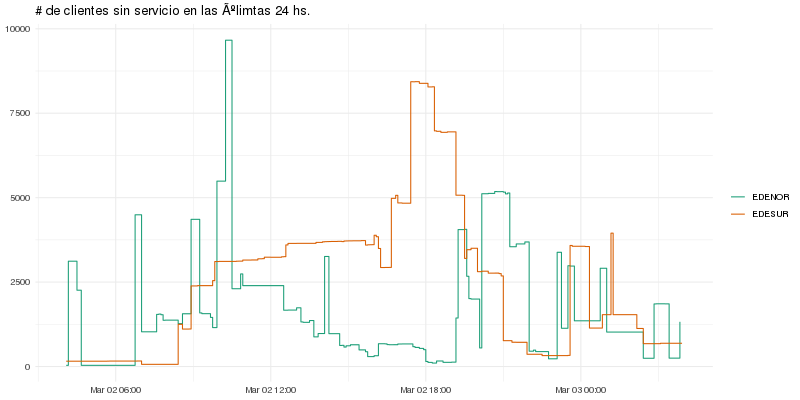 # de clientes sin servicio en las Ãºlimtas 24 hs.
10000
7500
5000
2500
0
Mar 02 06:00
Mar 02 12:00
Mar 02 18:00
Mar 03 00:00
EDENOR
EDESUR